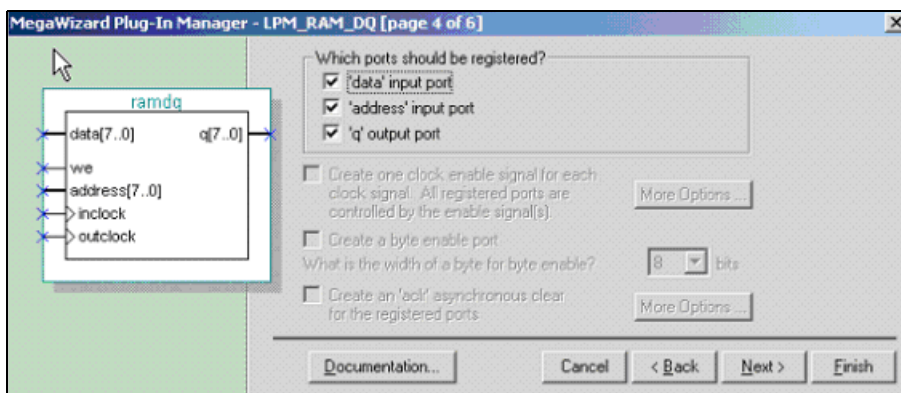 MegaWizard Plug-In Manager - LPM_RAM_DQ [page 4 of 6]
ramdq
data[7..0]
q[7..0]
we
address[7..0]
inclock
outclock
Which ports should be registered?
'data' input port
'address' input port
'q' output port
Create one clock enable signal for each
clock signal. All registered ports are
controlled by the enable signal(s).
More Options ...
Create a byte enable port
What is the width of a byte for byte enable?
8
bits
Create an 'aclr' asynchronous clear
for the registered ports
More Options ...
Documentation...
Cancel
< Back
Next >
Finish